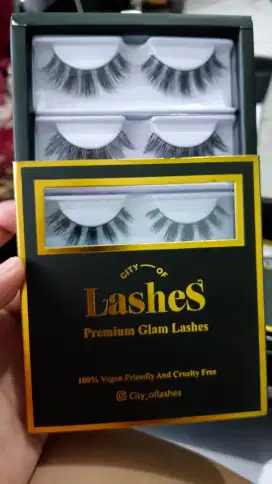 CITY OF
LasheS
Premium Glam Lashes
100% Vegan Friendly And Cruelty Free
City_oflashes